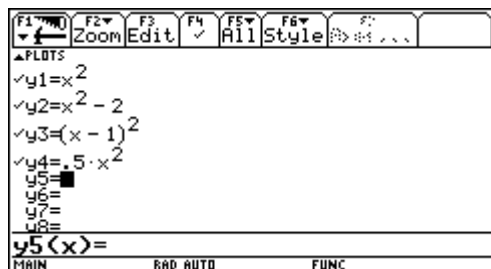 F1 F2 F3 F4 F5 F6 F7
Zoom Edit ✓ All Style
▲PLOTS
✓y1=x²
✓y2=x² - 2
✓y3=(x - 1)²
✓y4=.5·x²
y5=
y6=
y7=
y8=
y5(x)=
MAIN RAD AUTO FUNC